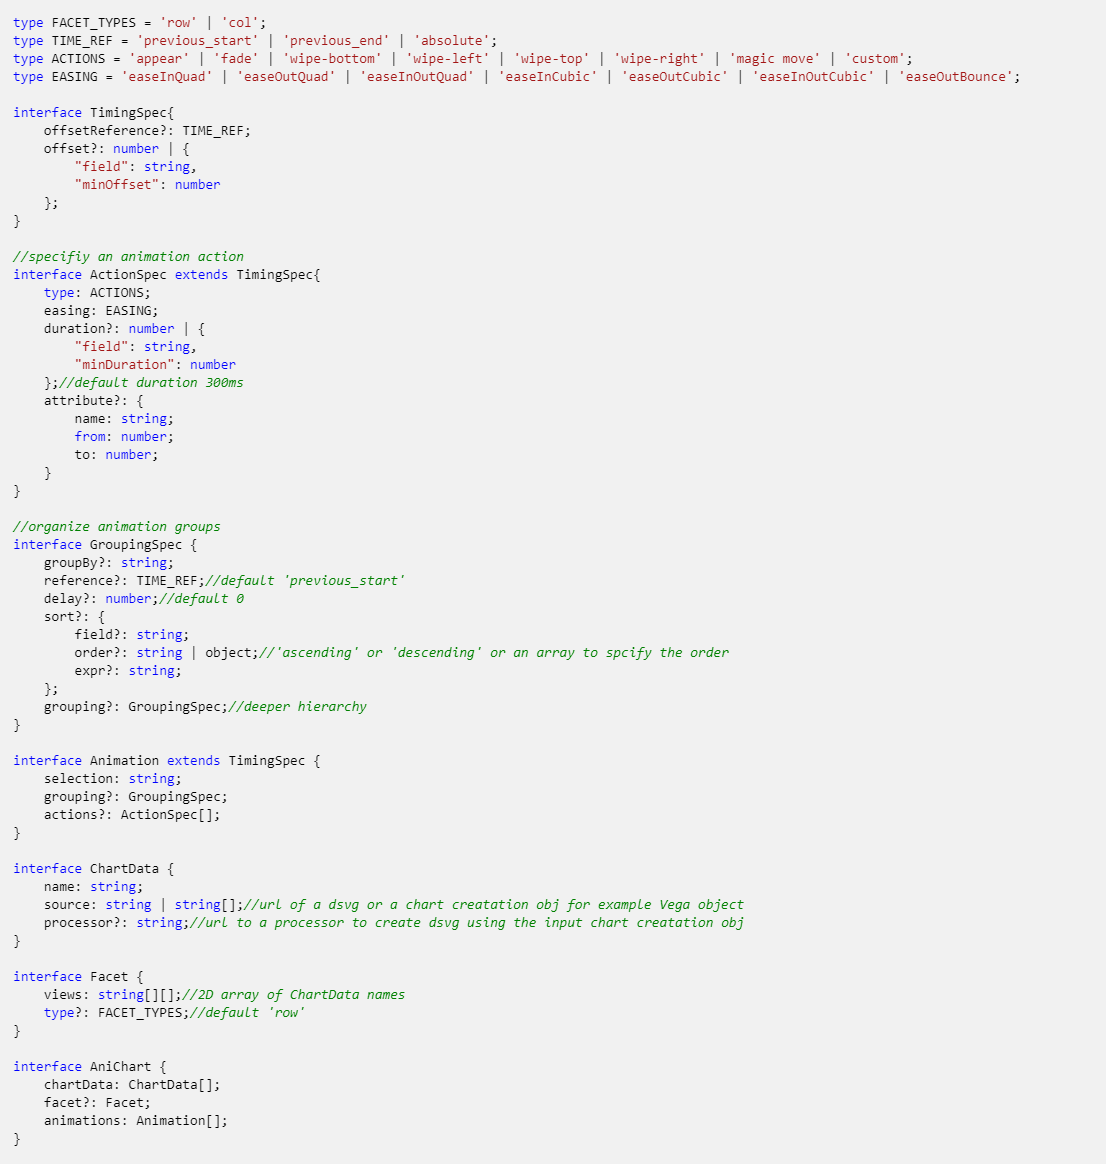 type FACET_TYPES = 'row' | 'col';
type TIME_REF = 'previous_start' | 'previous_end' | 'absolute';
type ACTIONS = 'appear' | 'fade' | 'wipe-bottom' | 'wipe-left' | 'wipe-top' | 'wipe-right' | 'magic move' | 'custom';
type EASING = 'easeInQuad' | 'easeOutQuad' | 'easeInOutQuad' | 'easeInCubic' | 'easeOutCubic' | 'easeInOutCubic' | 'easeOutBounce';

interface TimingSpec{
    offsetReference?: TIME_REF;
    offset?: number | {
        "field": string,
        "minOffset": number
    };
}

//specifiy an animation action
interface ActionSpec extends TimingSpec{
    type: ACTIONS;
    easing: EASING;
    duration?: number | {
        "field": string,
        "minDuration": number
    };//default duration 300ms
    attribute?: {
        name: string;
        from: number;
        to: number;
    }
}

//organize animation groups
interface GroupingSpec {
    groupBy?: string;
    reference?: TIME_REF;//default 'previous_start'
    delay?: number;//default 0
    sort?: {
        field?: string;
        order?: string | object;//'ascending' or 'descending' or an array to spcify the order
        expr?: string;
    };
    grouping?: GroupingSpec;//deeper hierarchy
}

interface Animation extends TimingSpec {
    selection: string;
    grouping?: GroupingSpec;
    actions?: ActionSpec[];
}

interface ChartData {
    name: string;
    source: string | string[];//url of a dsvg or a chart creatation obj for example Vega object
    processor?: string;//url to a processor to create dsvg using the input chart creatation obj
}

interface Facet {
    views: string[][];//2D array of ChartData names
    type?: FACET_TYPES;//default 'row'
}

interface AniChart {
    chartData: ChartData[];
    facet?: Facet;
    animations: Animation[];
}